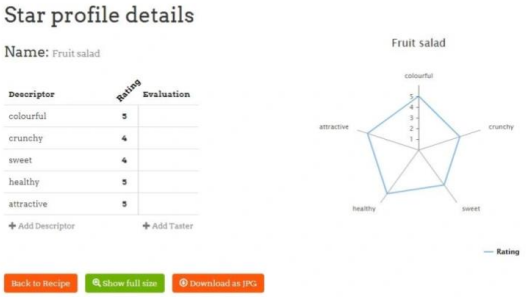 Star profile details
Name: Fruit salad
Descriptor Rating Evaluation
colourful 5
crunchy 4
sweet 4
healthy 5
attractive 5
+ Add Descriptor + Add Taster
Back to Recipe Show full size Download as JPG
Fruit salad
colourful
5
4
3
2
1
attractive crunchy
healthy sweet
Rating